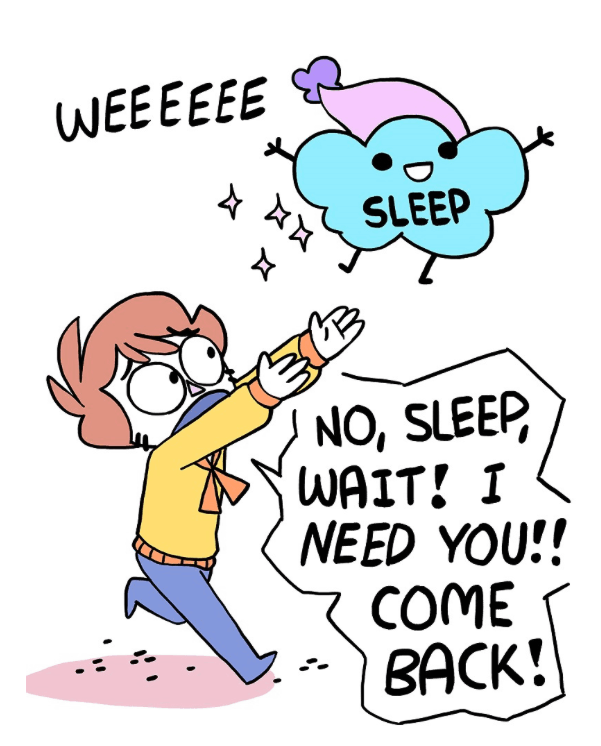 WEEEEEE
SLEEP
NO, SLEEP,
WAIT! I
NEED YOU!!
COME
BACK!